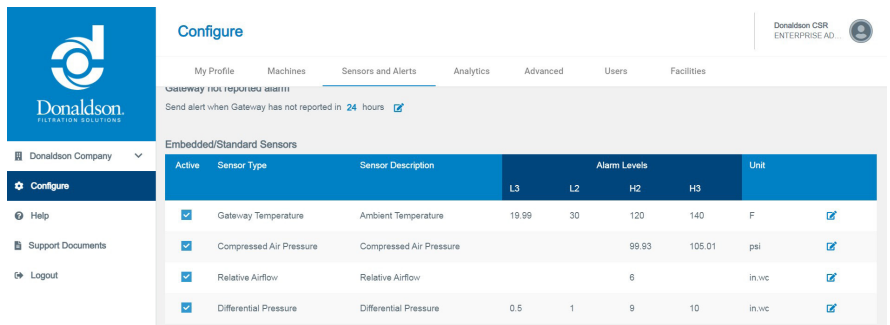 Donaldson.
FILTRATION SOLUTIONS
Donaldson Company
Configure
Help
Support Documents
Logout
Configure
Donaldson CSR
ENTERPRISE AD...
My Profile Machines Sensors and Alerts Analytics Advanced Users Facilities
Gateway not reported alarm
Send alert when Gateway has not reported in 24 hours
Embedded/Standard Sensors
Active Sensor Type Sensor Description Alarm Levels Unit
L3 L2 H2 H3
Gateway Temperature Ambient Temperature 19.99 30 120 140 F
Compressed Air Pressure Compressed Air Pressure 99.93 105.01 psi
Relative Airflow Relative Airflow 6 in.wc
Differential Pressure Differential Pressure 0.5 1 9 10 in.wc